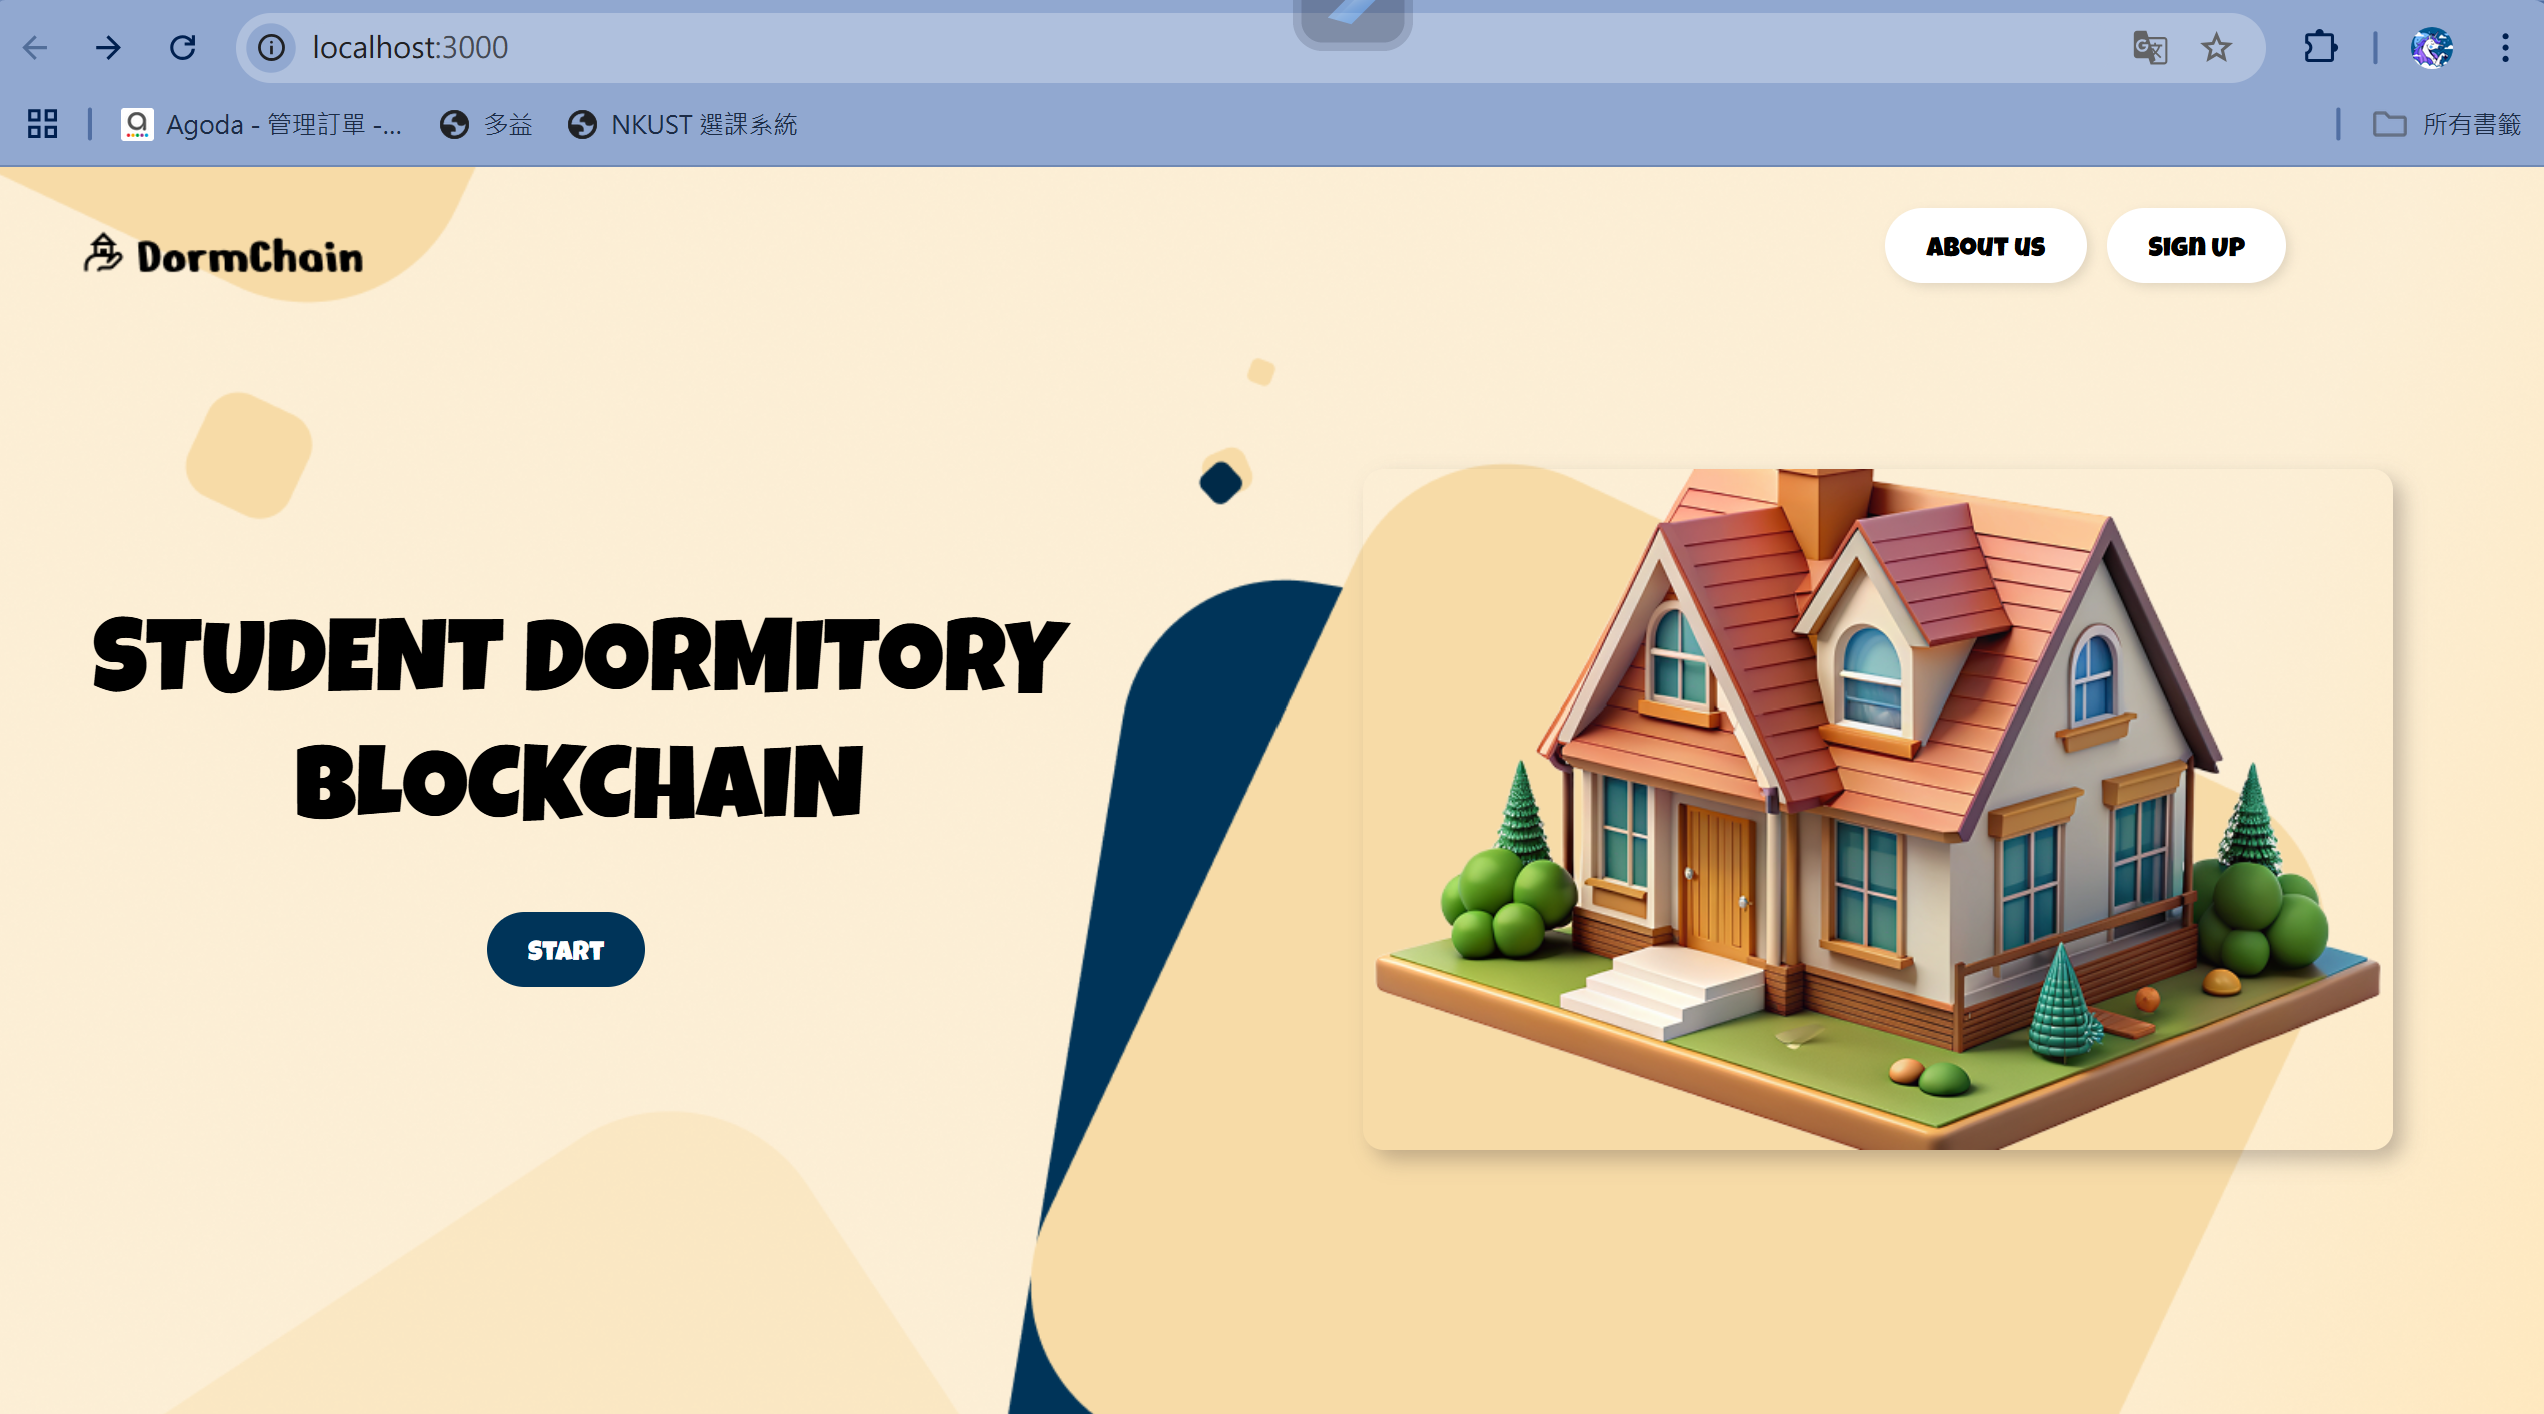 localhost:3000
Agoda - 管理訂單 -...
多益
NKUST 選課系統
所有書籤
DormChain
ABOUT US
SIGN UP
STUDENT DORMITORY
BLOCKCHAIN
START